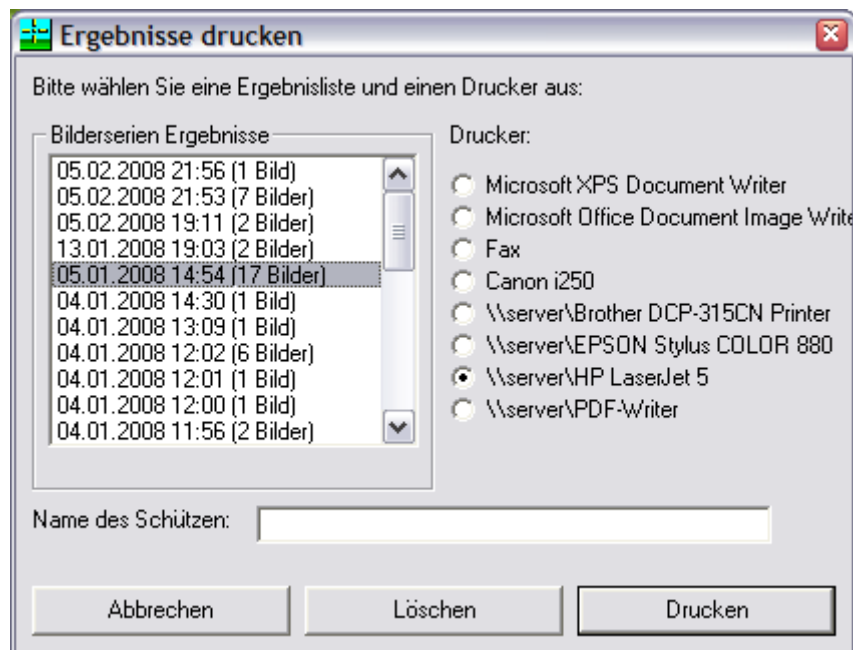 Ergebnisse drucken
Bitte wählen Sie eine Ergebnisliste und einen Drucker aus:
Bilderserien Ergebnisse
05.02.2008 21:56 (1 Bild)
05.02.2008 21:53 (7 Bilder)
05.02.2008 19:11 (2 Bilder)
13.01.2008 19:03 (2 Bilder)
05.01.2008 14:54 (17 Bilder)
04.01.2008 14:30 (1 Bild)
04.01.2008 13:09 (1 Bild)
04.01.2008 12:02 (6 Bilder)
04.01.2008 12:01 (1 Bild)
04.01.2008 12:00 (1 Bild)
04.01.2008 11:56 (2 Bilder)
Drucker:
Microsoft XPS Document Writer
Microsoft Office Document Image Write
Fax
Canon i250
\\server\Brother DCP-315CN Printer
\\server\EPSON Stylus COLOR 880
\\server\HP LaserJet 5
\\server\PDF-Writer
Name des Schützen:
Abbrechen
Löschen
Drucken